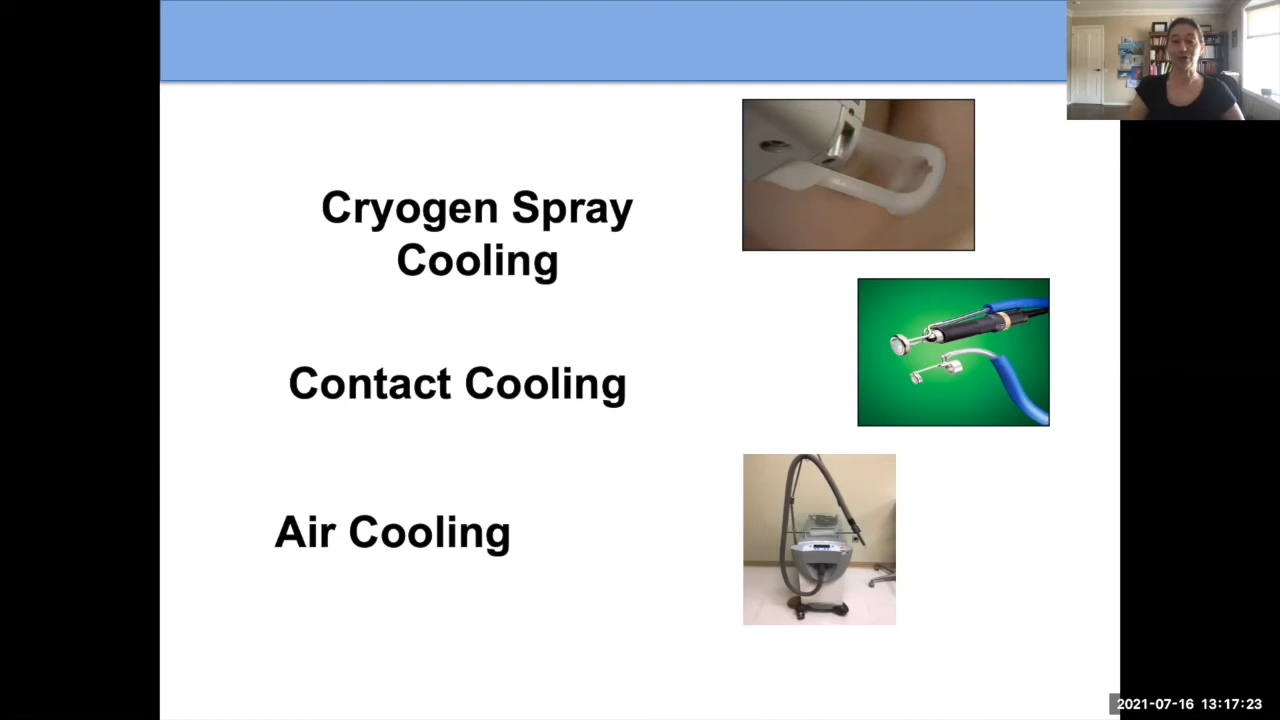 Cryogen Spray
Cooling
Contact Cooling
Air Cooling
2021-07-16 13:17:23